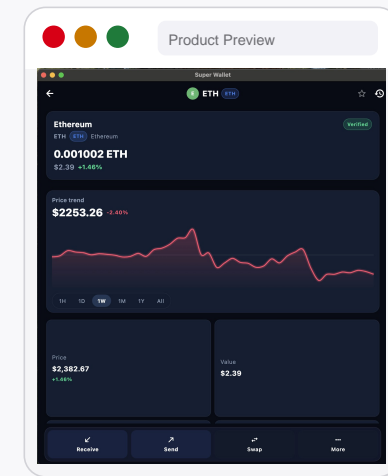 Product Preview
Super Wallet
E ETH ETH
Ethereum
Verified
ETH ETH Ethereum
0.001002 ETH
$2.39 +1.46%
Price trend
$2253.26 -2.40%
1H 1D 1W 1M 1Y All
Price
$2,382.67
+1.46%
Value
$2.39
Receive
Send
Swap
More